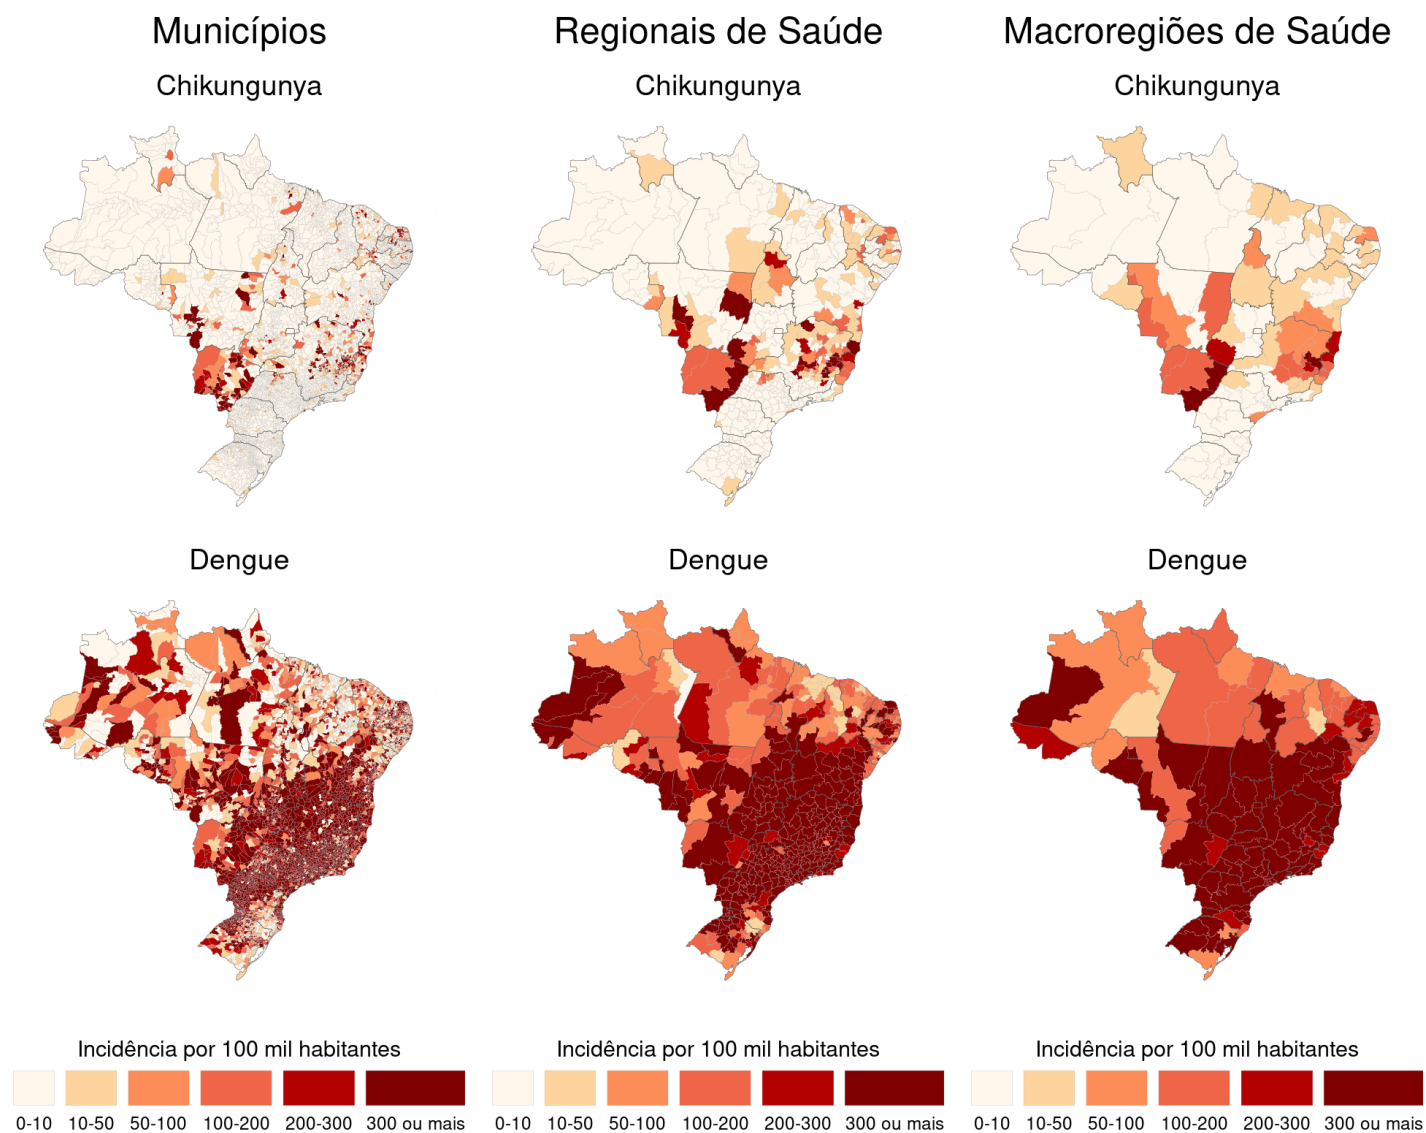 Municípios
Regionais de Saúde
Macroregiões de Saúde
Chikungunya
Chikungunya
Chikungunya
Dengue
Dengue
Dengue
Incidência por 100 mil habitantes
Incidência por 100 mil habitantes
Incidência por 100 mil habitantes
0-10 10-50 50-100 100-200 200-300 300 ou mais
0-10 10-50 50-100 100-200 200-300 300 ou mais
0-10 10-50 50-100 100-200 200-300 300 ou mais